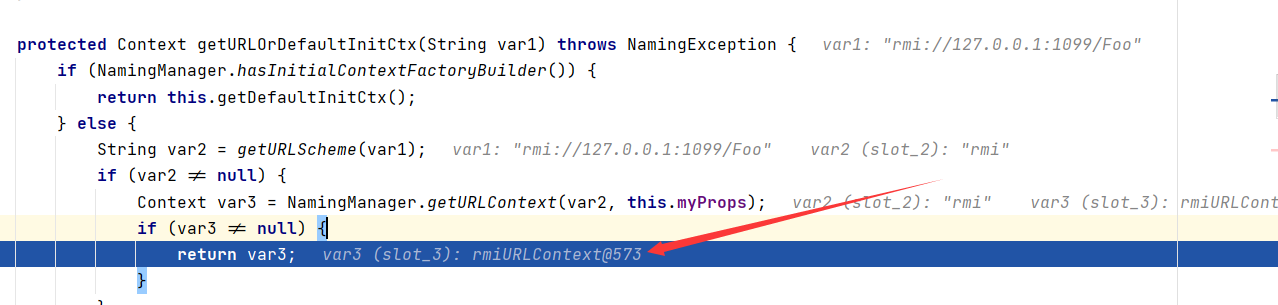 protected Context getURLOrDefaultInitCtx(String var1) throws NamingException {   var1: "rmi://127.0.0.1:1099/Foo"
    if (NamingManager.hasInitialContextFactoryBuilder()) {
        return this.getDefaultInitCtx();
    } else {
        String var2 = getURLScheme(var1);   var1: "rmi://127.0.0.1:1099/Foo"    var2 (slot_2): "rmi"
        if (var2 ≠ null) {
            Context var3 = NamingManager.getURLContext(var2, this.myProps);   var2 (slot_2): "rmi"    var3 (slot_3): rmiURLCont
            if (var3 ≠ null) {
                return var3;   var3 (slot_3): rmiURLContext@573
            }
        }